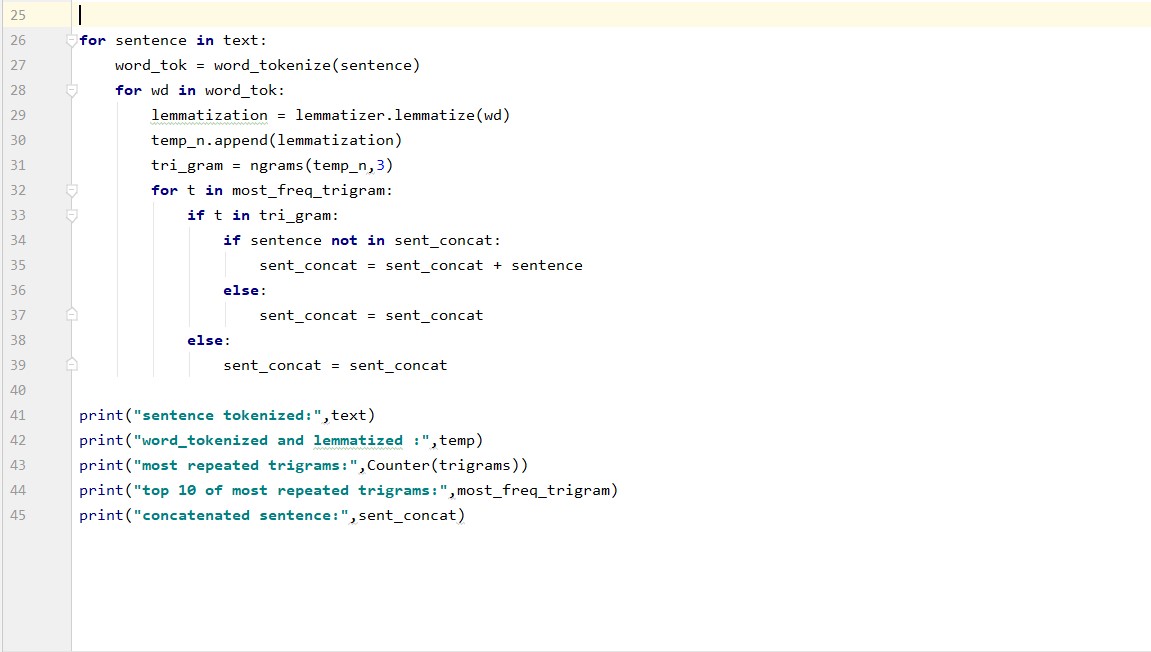 25
26 for sentence in text:
27     word_tok = word_tokenize(sentence)
28     for wd in word_tok:
29         lemmatization = lemmatizer.lemmatize(wd)
30         temp_n.append(lemmatization)
31         tri_gram = ngrams(temp_n,3)
32         for t in most_freq_trigram:
33             if t in tri_gram:
34                 if sentence not in sent_concat:
35                     sent_concat = sent_concat + sentence
36                 else:
37                     sent_concat = sent_concat
38             else:
39                 sent_concat = sent_concat
40
41 print("sentence tokenized:",text)
42 print("word_tokenized and lemmatized :",temp)
43 print("most repeated trigrams:",Counter(trigrams))
44 print("top 10 of most repeated trigrams:",most_freq_trigram)
45 print("concatenated sentence:",sent_concat)